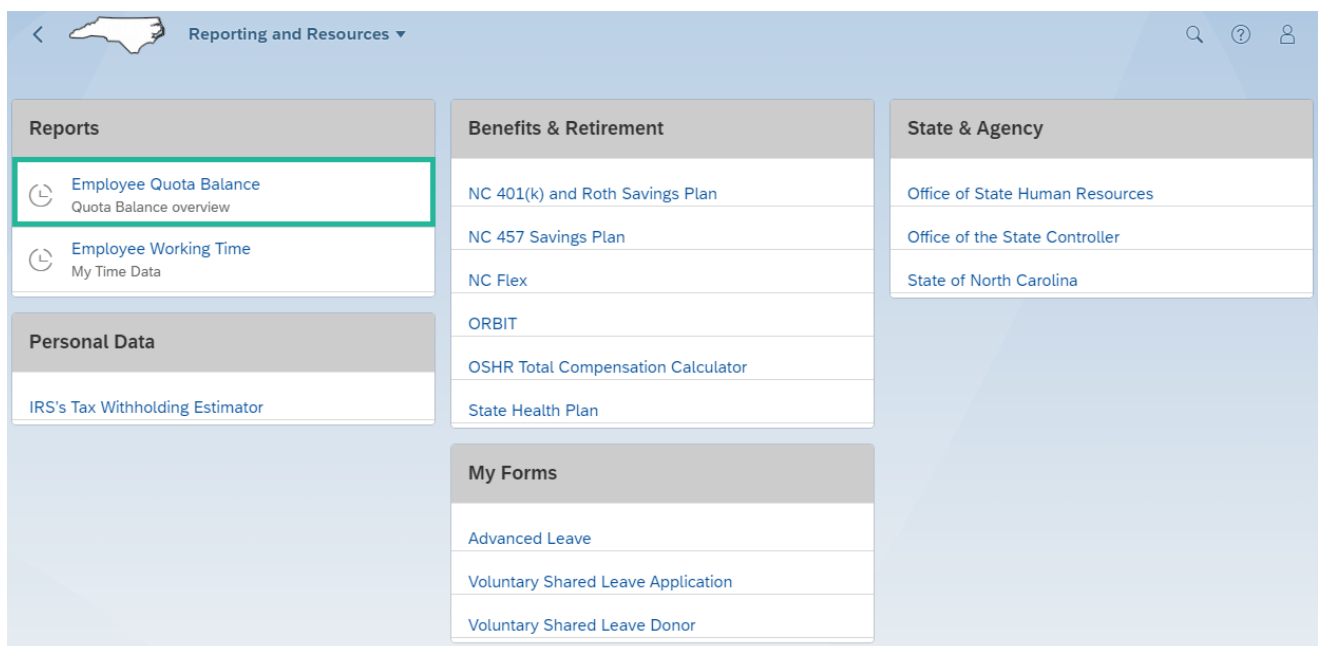 Reporting and Resources
Reports
Employee Quota Balance
Quota Balance overview
Employee Working Time
My Time Data
Personal Data
IRS's Tax Withholding Estimator
Benefits & Retirement
NC 401(k) and Roth Savings Plan
NC 457 Savings Plan
NC Flex
ORBIT
OSHR Total Compensation Calculator
State Health Plan
My Forms
Advanced Leave
Voluntary Shared Leave Application
Voluntary Shared Leave Donor
State & Agency
Office of State Human Resources
Office of the State Controller
State of North Carolina